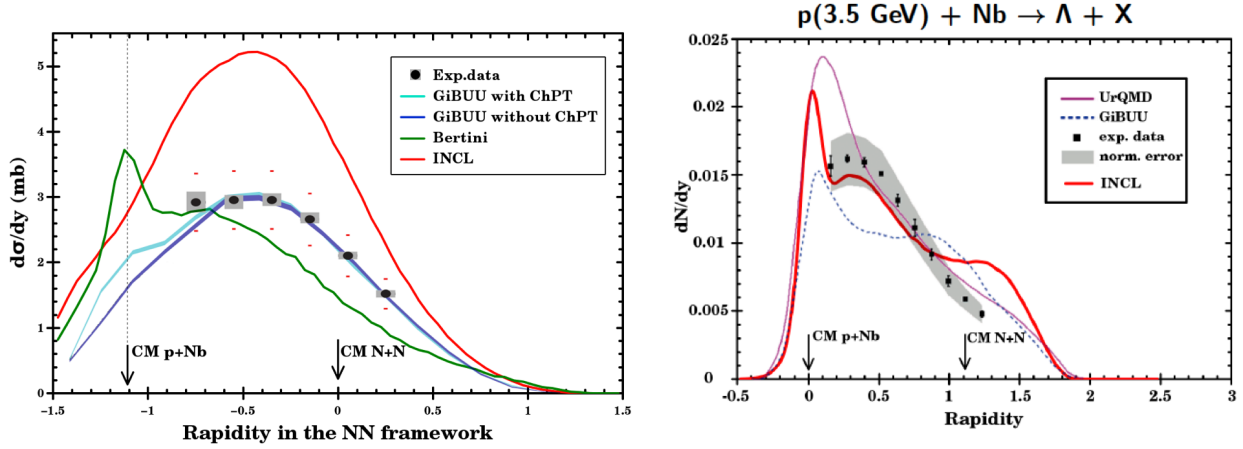 p(3.5 GeV) + Nb → Λ + X
dσ/dy (mb)
5
4
3
2
1
0
Exp.data
GiBUU with ChPT
GiBUU without ChPT
Bertini
INCL
CM p+Nb
CM N+N
−1.5
−1
−0.5
0
0.5
1
1.5
Rapidity in the NN framework
dN/dy
0.025
0.02
0.015
0.01
0.005
0
UrQMD
GiBUU
exp. data
norm. error
INCL
CM p+Nb
CM N+N
-0.5
0
0.5
1
1.5
2
2.5
3
Rapidity